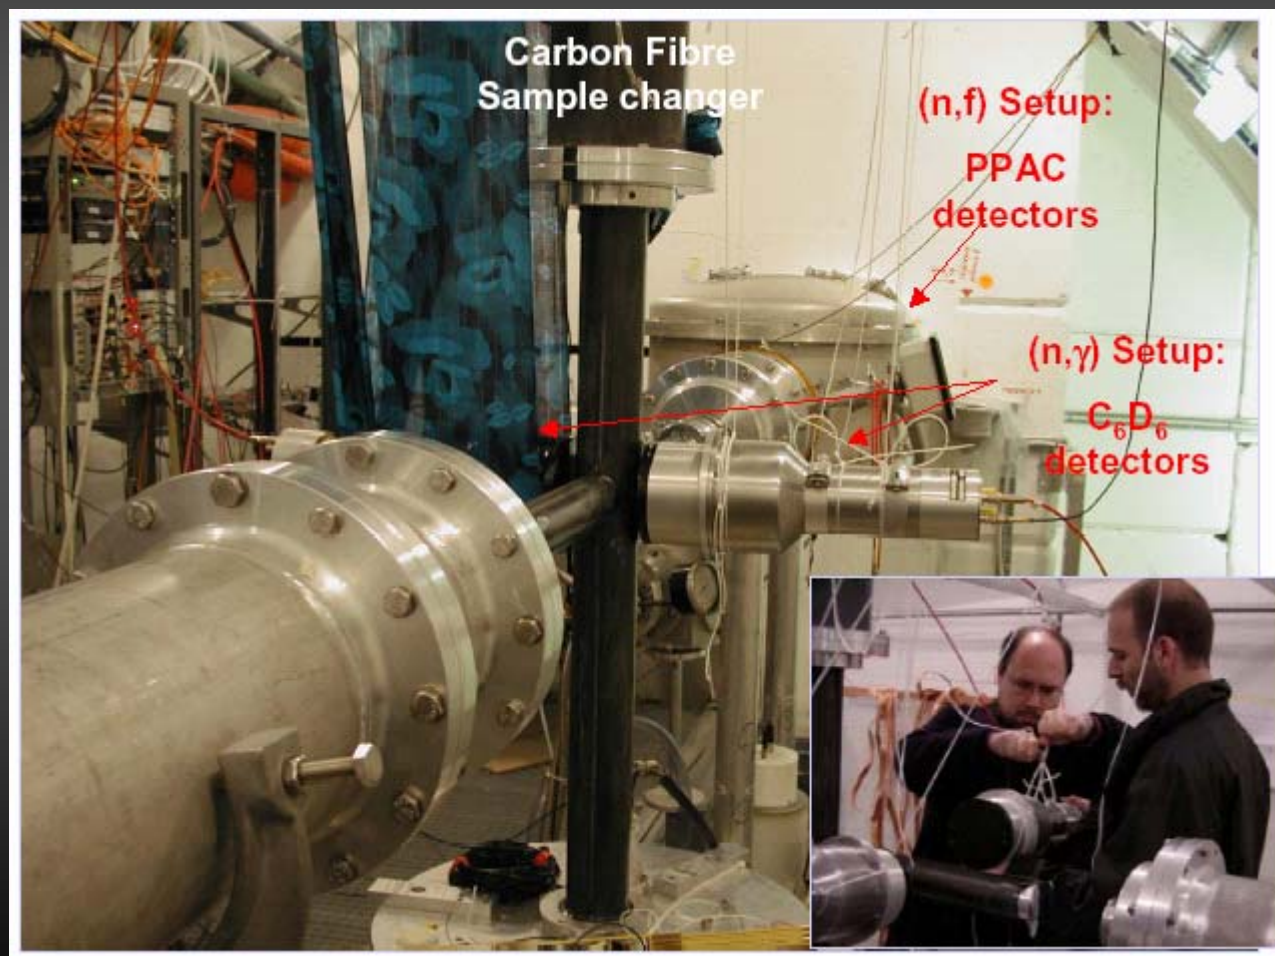 Carbon Fibre
Sample changer
(n,f) Setup:
PPAC
detectors
(n,γ) Setup:
C₆D₆
detectors